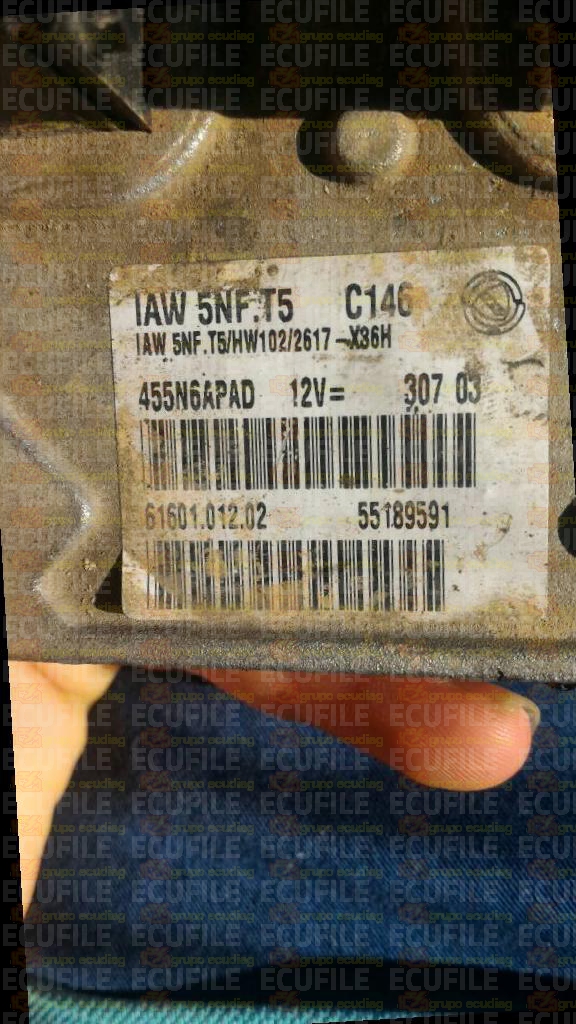 IAW 5NF.T5 C146
IAW 5NF.T5/HW102/2617-X36H
455N6APAD 12V= 307 03
61601.012.02 55189591
ECUFILE
grupo ecudiag